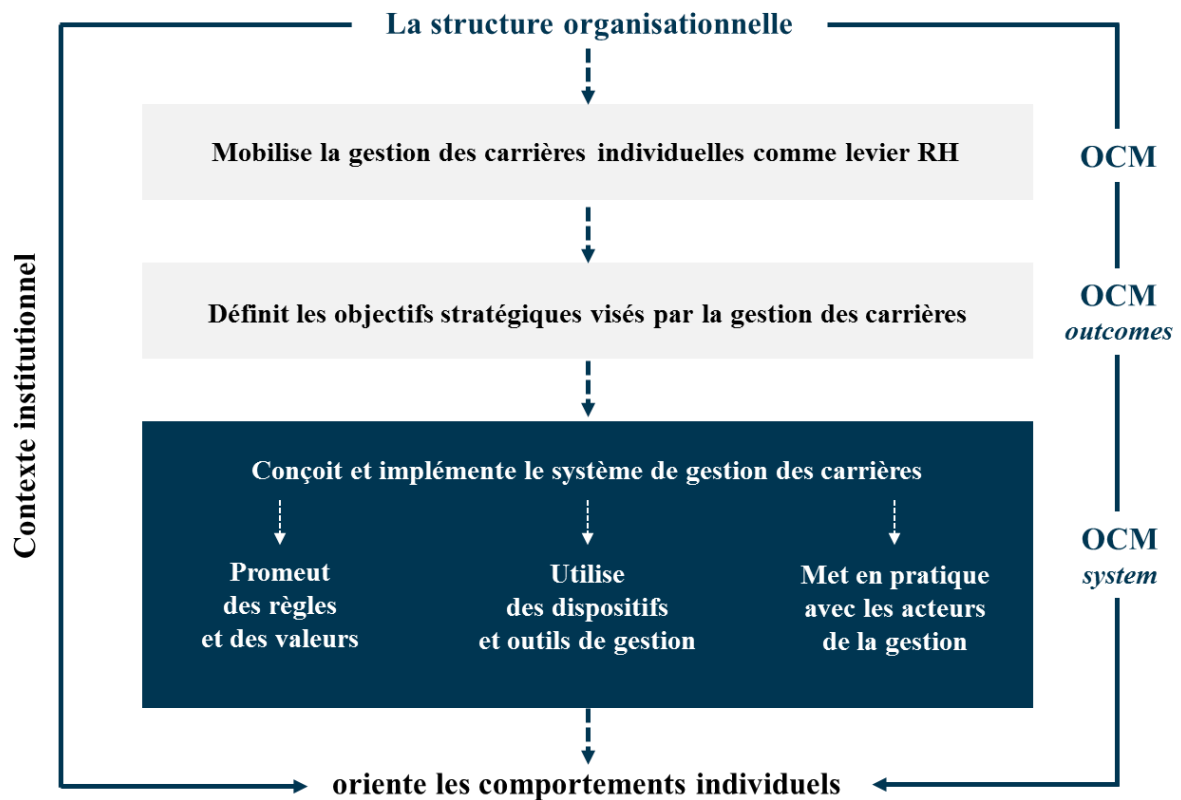 La structure organisationnelle
Mobilise la gestion des carrières individuelles comme levier RH
OCM
Définit les objectifs stratégiques visés par la gestion des carrières
OCM
outcomes
Contexte institutionnel
Conçoit et implémente le système de gestion des carrières
Promeut
des règles
et des valeurs
Utilise
des dispositifs
et outils de gestion
Met en pratique
avec les acteurs
de la gestion
OCM
system
oriente les comportements individuels